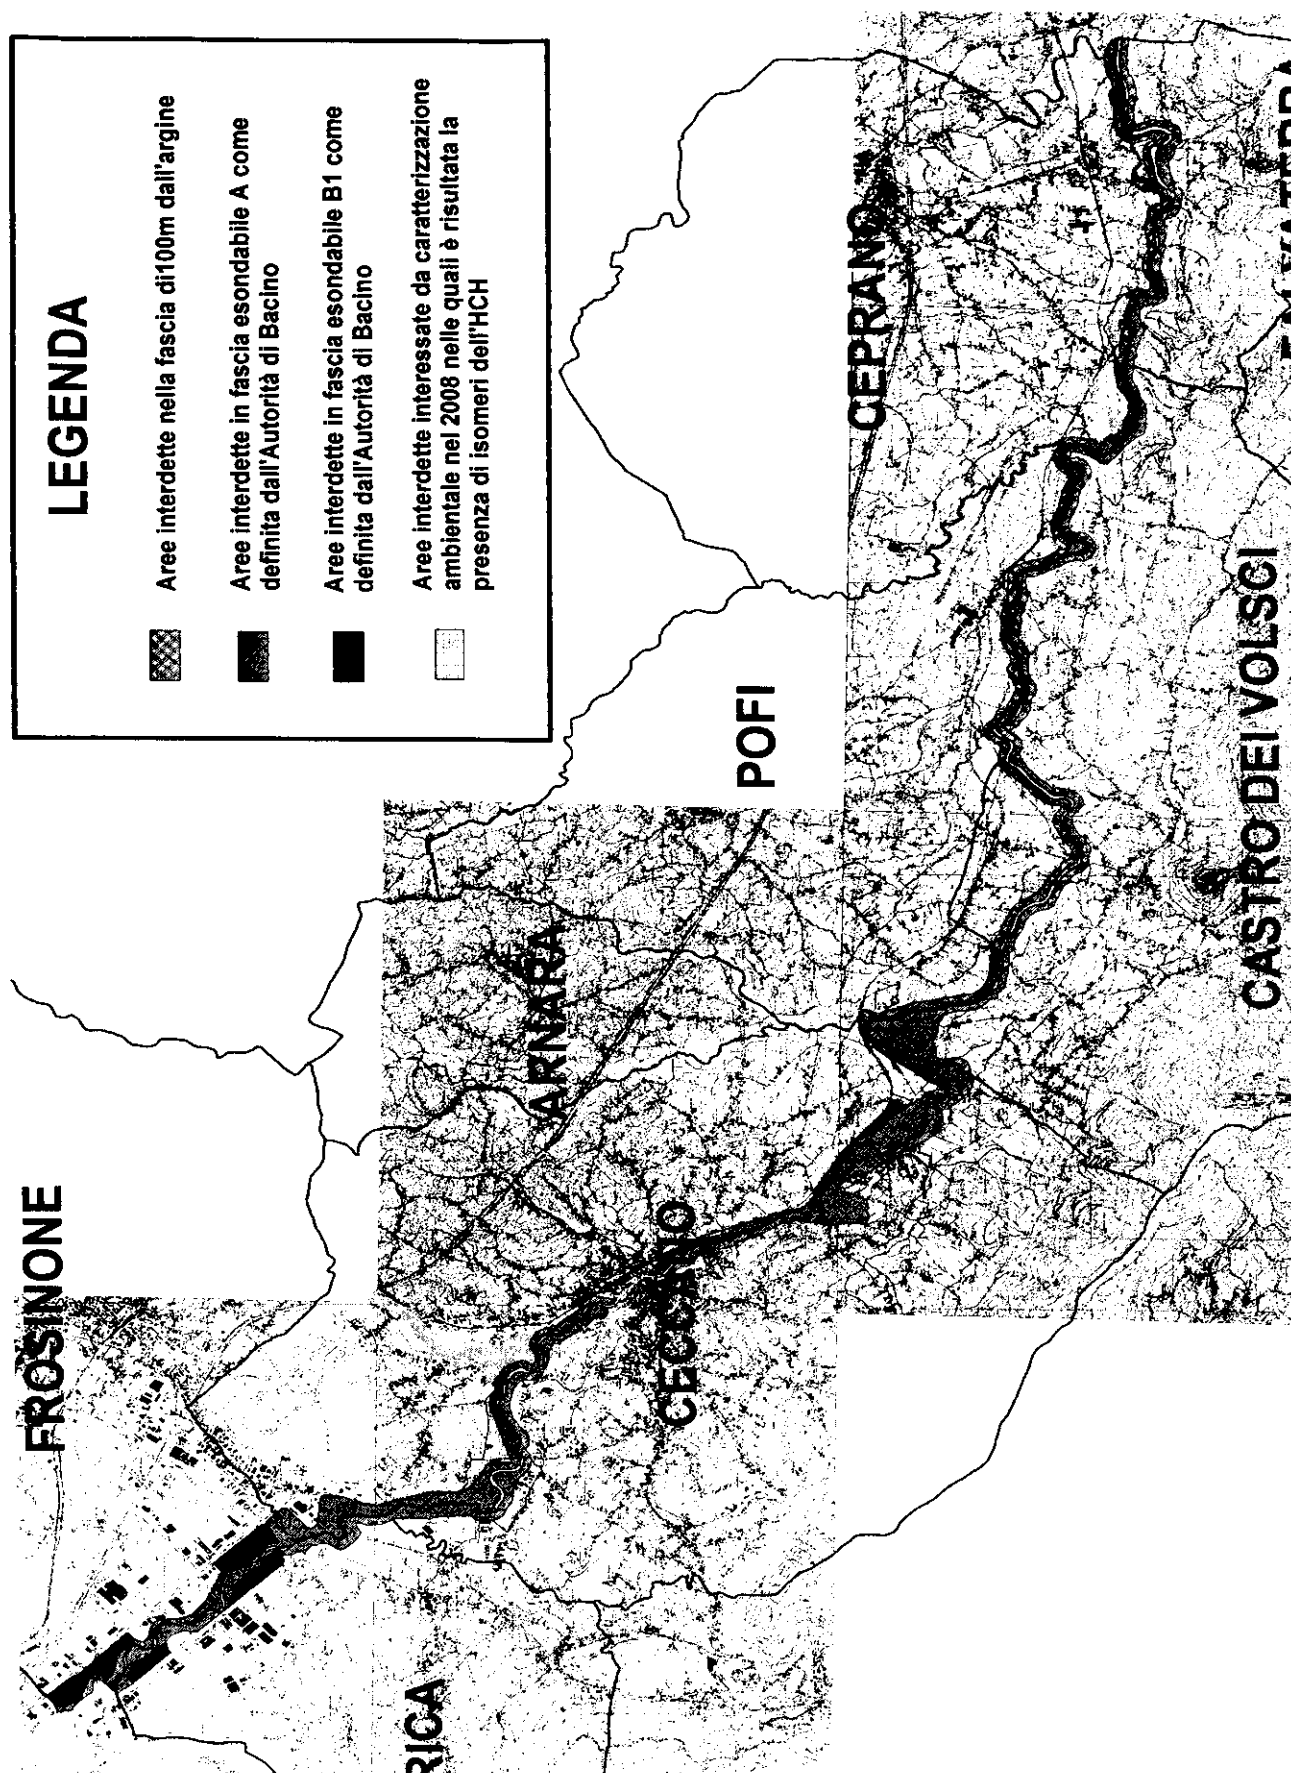 LEGENDA
Aree interdette nella fascia di100m dall'argine
Aree interdette in fascia esondabile A come
definita dall'Autorità di Bacino
Aree interdette in fascia esondabile B1 come
definita dall'Autorità di Bacino
Aree interdette interessate da caratterizzazione
ambientale nel 2008 nelle quali è risultata la
presenza di isomeri dell'HCH
FROSINONE
ARNARA
POFI
CEPRANO
CECCANO
CASTRO DEI VOLSCI
RICA